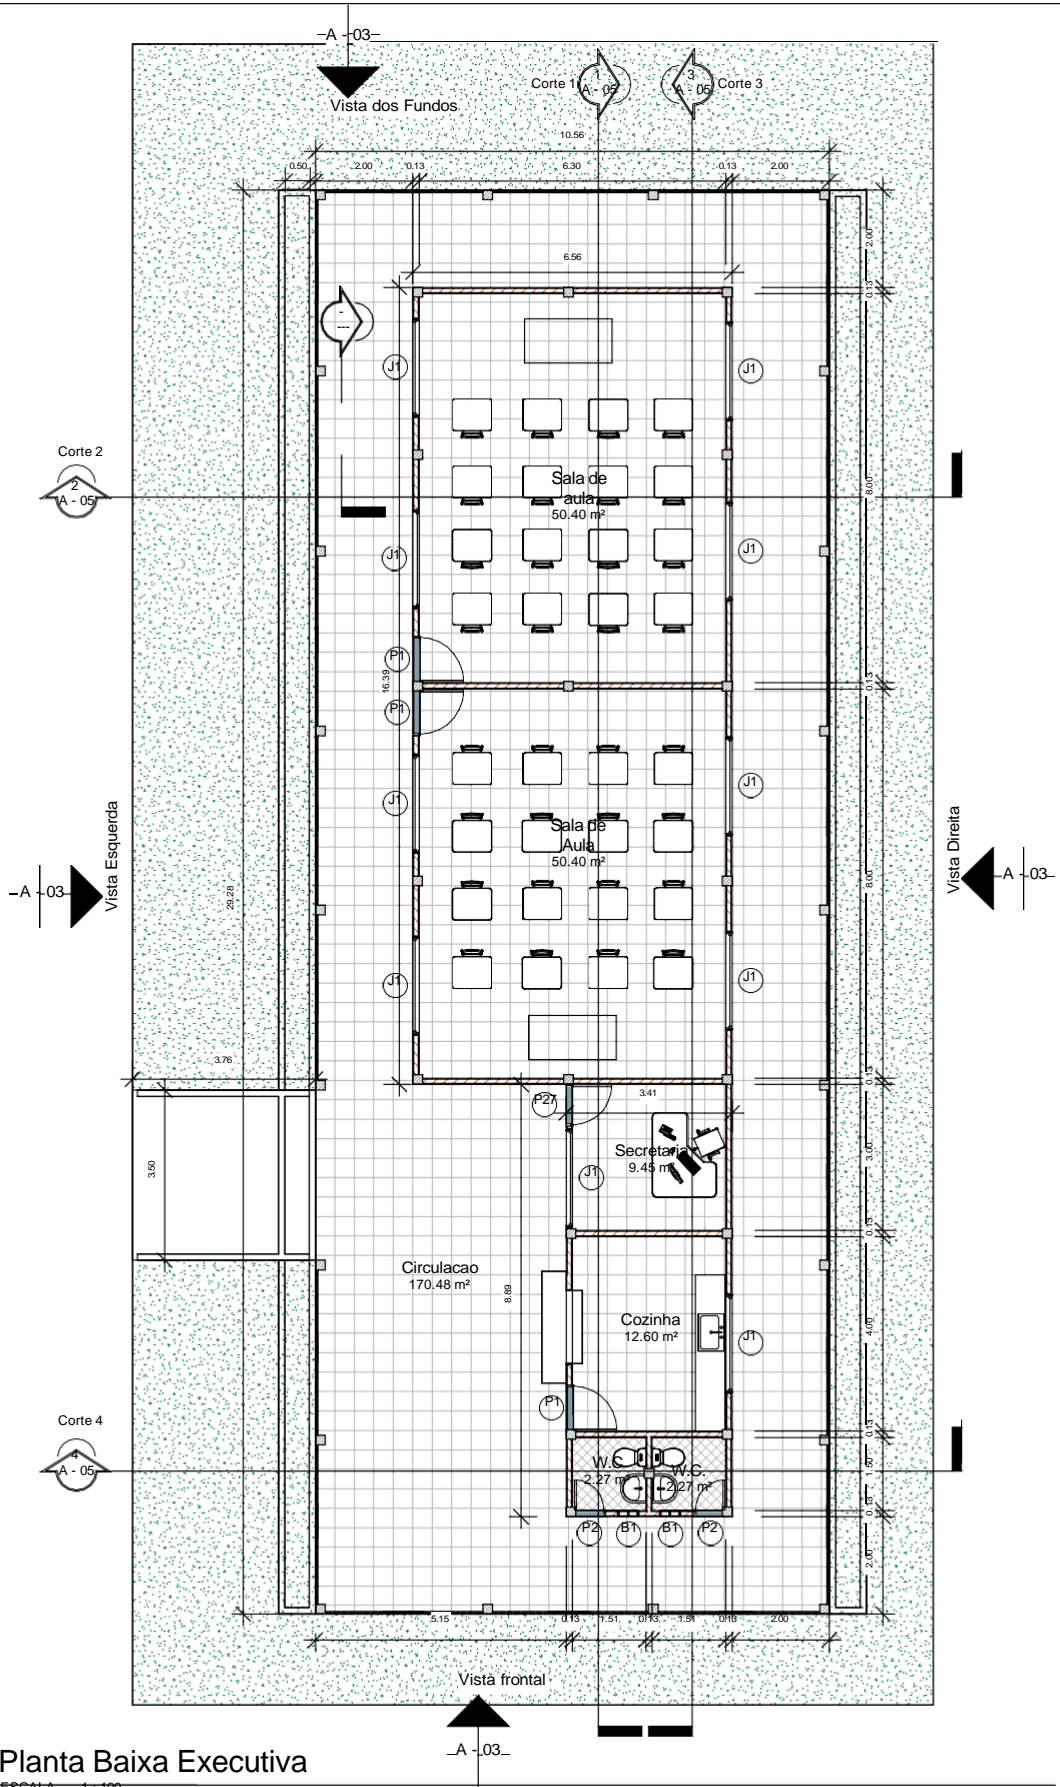 A - 03
Vista dos Fundos
Corte 1
1
A - 05
3
A - 05
Corte 3
10.56
0.50
2.00
0.13
6.30
0.13
2.00
6.56
2.00
0.13
-
---
J1
J1
Corte 2
2
A - 05
Sala de
aula
50.40 m²
8.00
J1
J1
P1
16.39
0.13
P1
J1
J1
Sala de
Aula
50.40 m²
8.00
Vista Esquerda
A - 03
29.28
Vista Direita
A - 03
J1
J1
3.76
0.13
P27
3.41
3.50
Secretaria
9.45 m²
3.00
J1
0.13
Circulacao
170.48 m²
8.89
Cozinha
12.60 m²
4.00
J1
P1
Corte 4
4
A - 05
0.13
W.C
2.27 m²
W.C.
2.27 m²
1.50
0.13
P2
B1
B1
P2
2.00
5.15
0.13
1.51
0.13
1.51
0.13
2.00
Vista frontal
A - 03
Planta Baixa Executiva
ESCALA 1 : 100